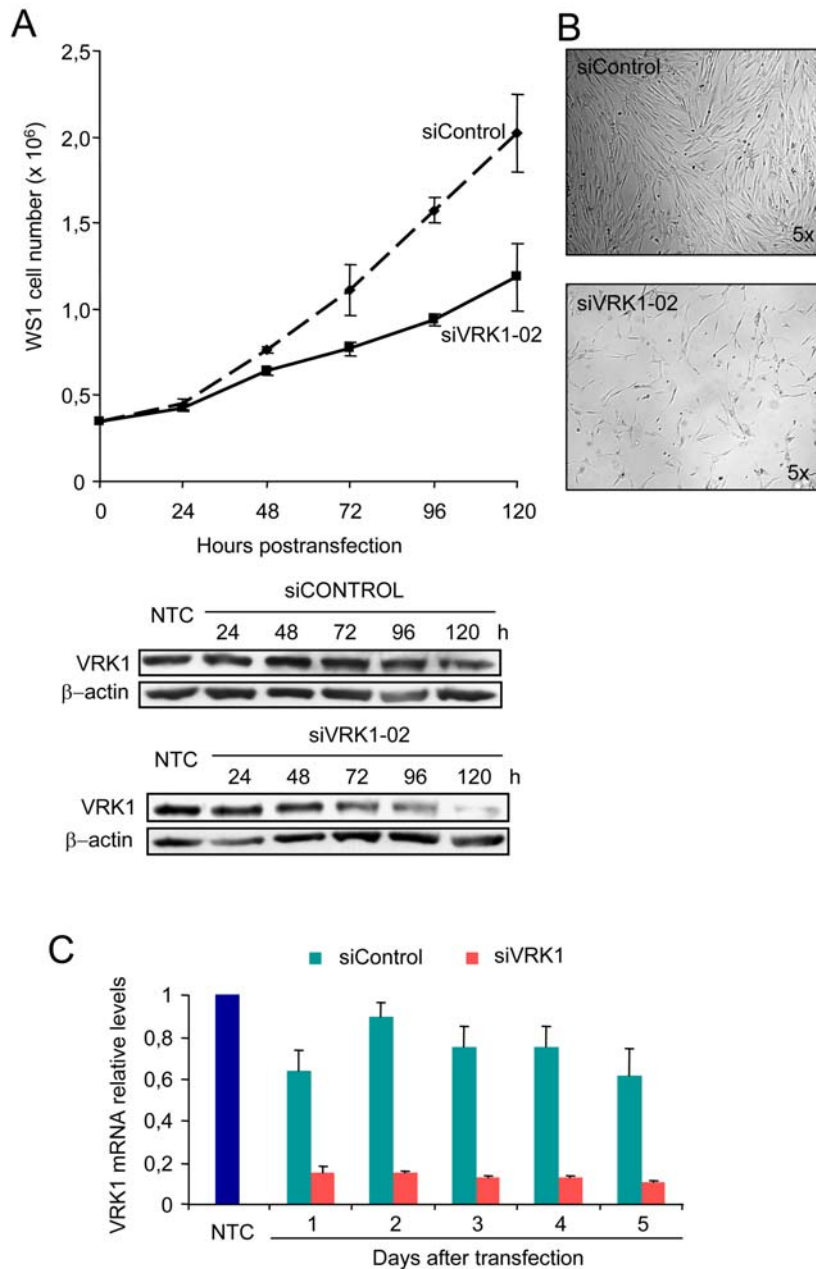 A
2,5
2,0
1,5
1,0
0,5
0
WS1 cell number (x 10⁶)
siControl
siVRK1-02
0 24 48 72 96 120
Hours postransfection
B
siControl
5x
siVRK1-02
5x
siCONTROL
NTC
24 48 72 96 120 h
VRK1
β–actin
siVRK1-02
NTC
24 48 72 96 120 h
VRK1
β–actin
C
siControl siVRK1
VRK1 mRNA relative levels
1
0,8
0,6
0,4
0,2
0
NTC 1 2 3 4 5
Days after transfection